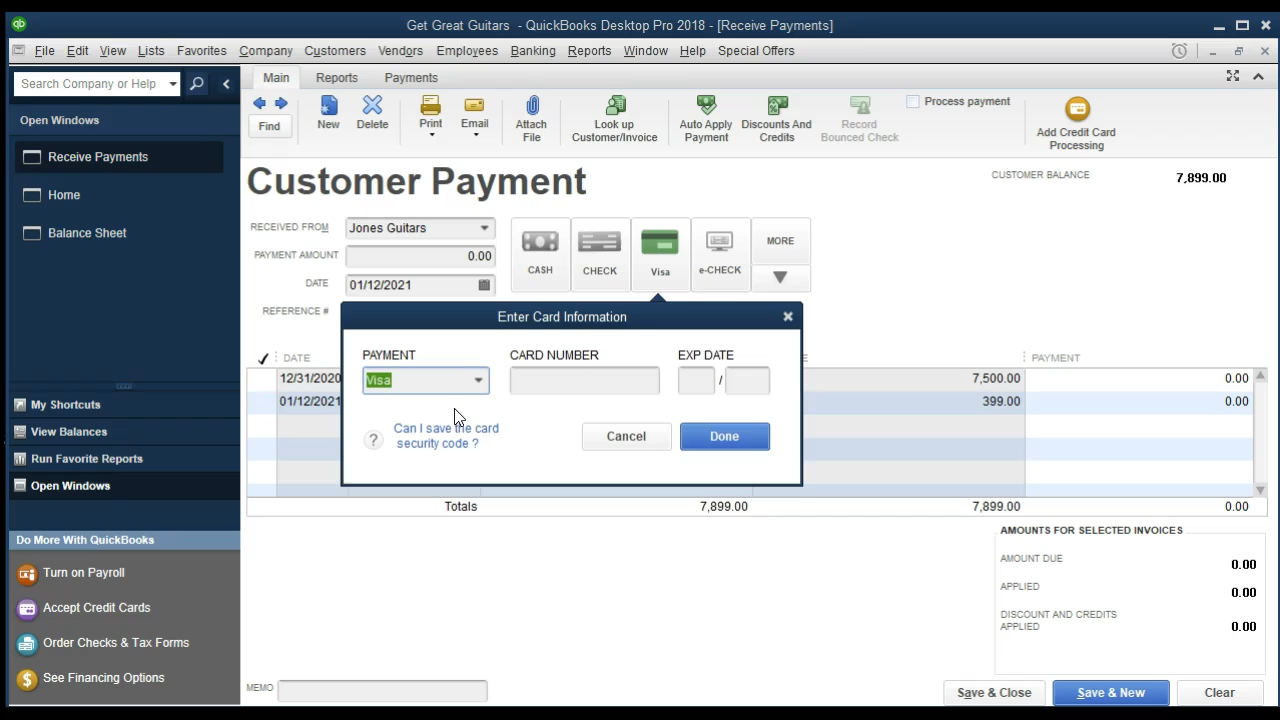 qb
Get Great Guitars - QuickBooks Desktop Pro 2018 - [Receive Payments]
File Edit View Lists Favorites Company Customers Vendors Employees Banking Reports Window Help Special Offers
Search Company or Help
Main Reports Payments
Find
New
Delete
Print
Email
Attach File
Look up Customer/Invoice
Auto Apply Payment
Discounts And Credits
Record Bounced Check
Process payment
Add Credit Card Processing
Open Windows
Receive Payments
Home
Balance Sheet
My Shortcuts
View Balances
Run Favorite Reports
Open Windows
Do More With QuickBooks
Turn on Payroll
Accept Credit Cards
Order Checks & Tax Forms
See Financing Options
Customer Payment
CUSTOMER BALANCE 7,899.00
RECEIVED FROM Jones Guitars
PAYMENT AMOUNT 0.00
DATE 01/12/2021
REFERENCE #
CASH
CHECK
Visa
e-CHECK
MORE
Enter Card Information
PAYMENT CARD NUMBER EXP DATE
Visa /
Can I save the card
security code ?
?
Cancel Done
DATE PAYMENT
12/31/2020 7,500.00 0.00
01/12/2021 399.00 0.00
Totals 7,899.00 7,899.00 0.00
AMOUNTS FOR SELECTED INVOICES
AMOUNT DUE 0.00
APPLIED 0.00
DISCOUNT AND CREDITS
APPLIED 0.00
MEMO
Save & Close Save & New Clear